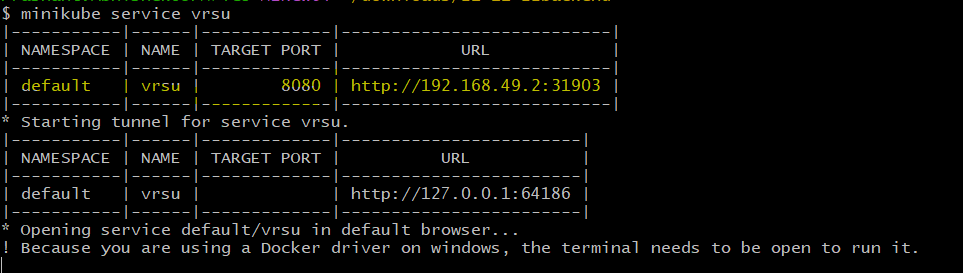 $ minikube service vrsu
|-----------|------|-------------|---------------------------|
| NAMESPACE | NAME | TARGET PORT |            URL            |
|-----------|------|-------------|---------------------------|
| default   | vrsu |        8080 | http://192.168.49.2:31903 |
|-----------|------|-------------|---------------------------|
* Starting tunnel for service vrsu.
|-----------|------|-------------|------------------------|
| NAMESPACE | NAME | TARGET PORT |          URL           |
|-----------|------|-------------|------------------------|
| default   | vrsu |             | http://127.0.0.1:64186 |
|-----------|------|-------------|------------------------|
* Opening service default/vrsu in default browser...
! Because you are using a Docker driver on windows, the terminal needs to be open to run it.